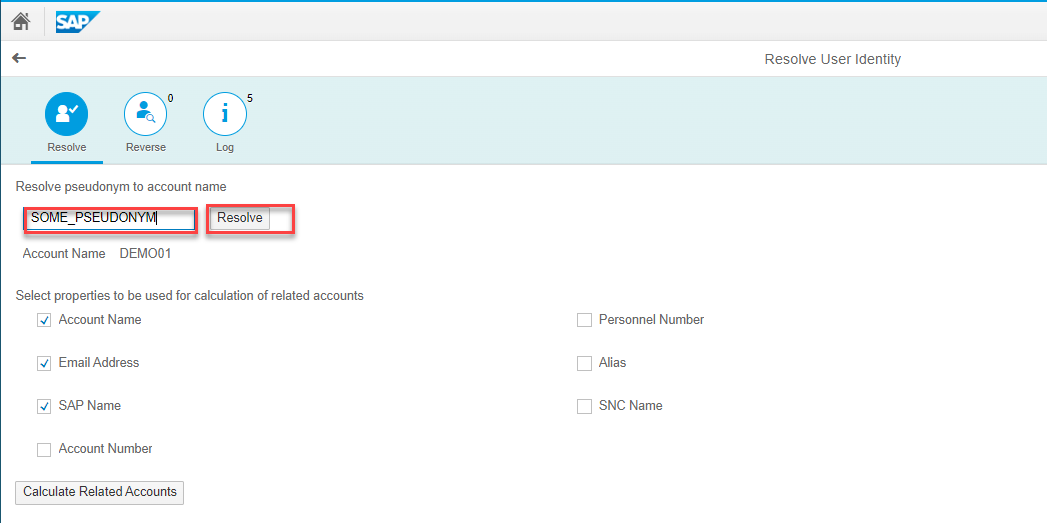 SAP
Resolve User Identity
0
5
Resolve
Reverse
Log
Resolve pseudonym to account name
SOME_PSEUDONYM Resolve
Account Name DEMO01
Select properties to be used for calculation of related accounts
Account Name Personnel Number
Email Address Alias
SAP Name SNC Name
Account Number
Calculate Related Accounts